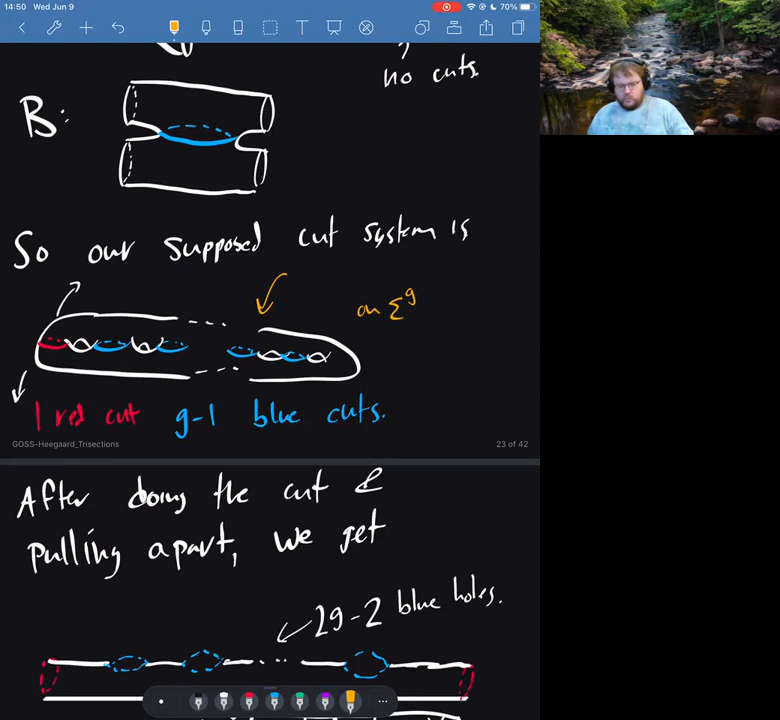 14:50 Wed Jun 9
70%
no cuts.
B:
So our supposed cut system is
on Σ^g
1 red cut g-1 blue cuts.
GOSS-Heegaard_Trisections
23 of 42
After doing the cut &
pulling apart, we get
2g-2 blue holes.